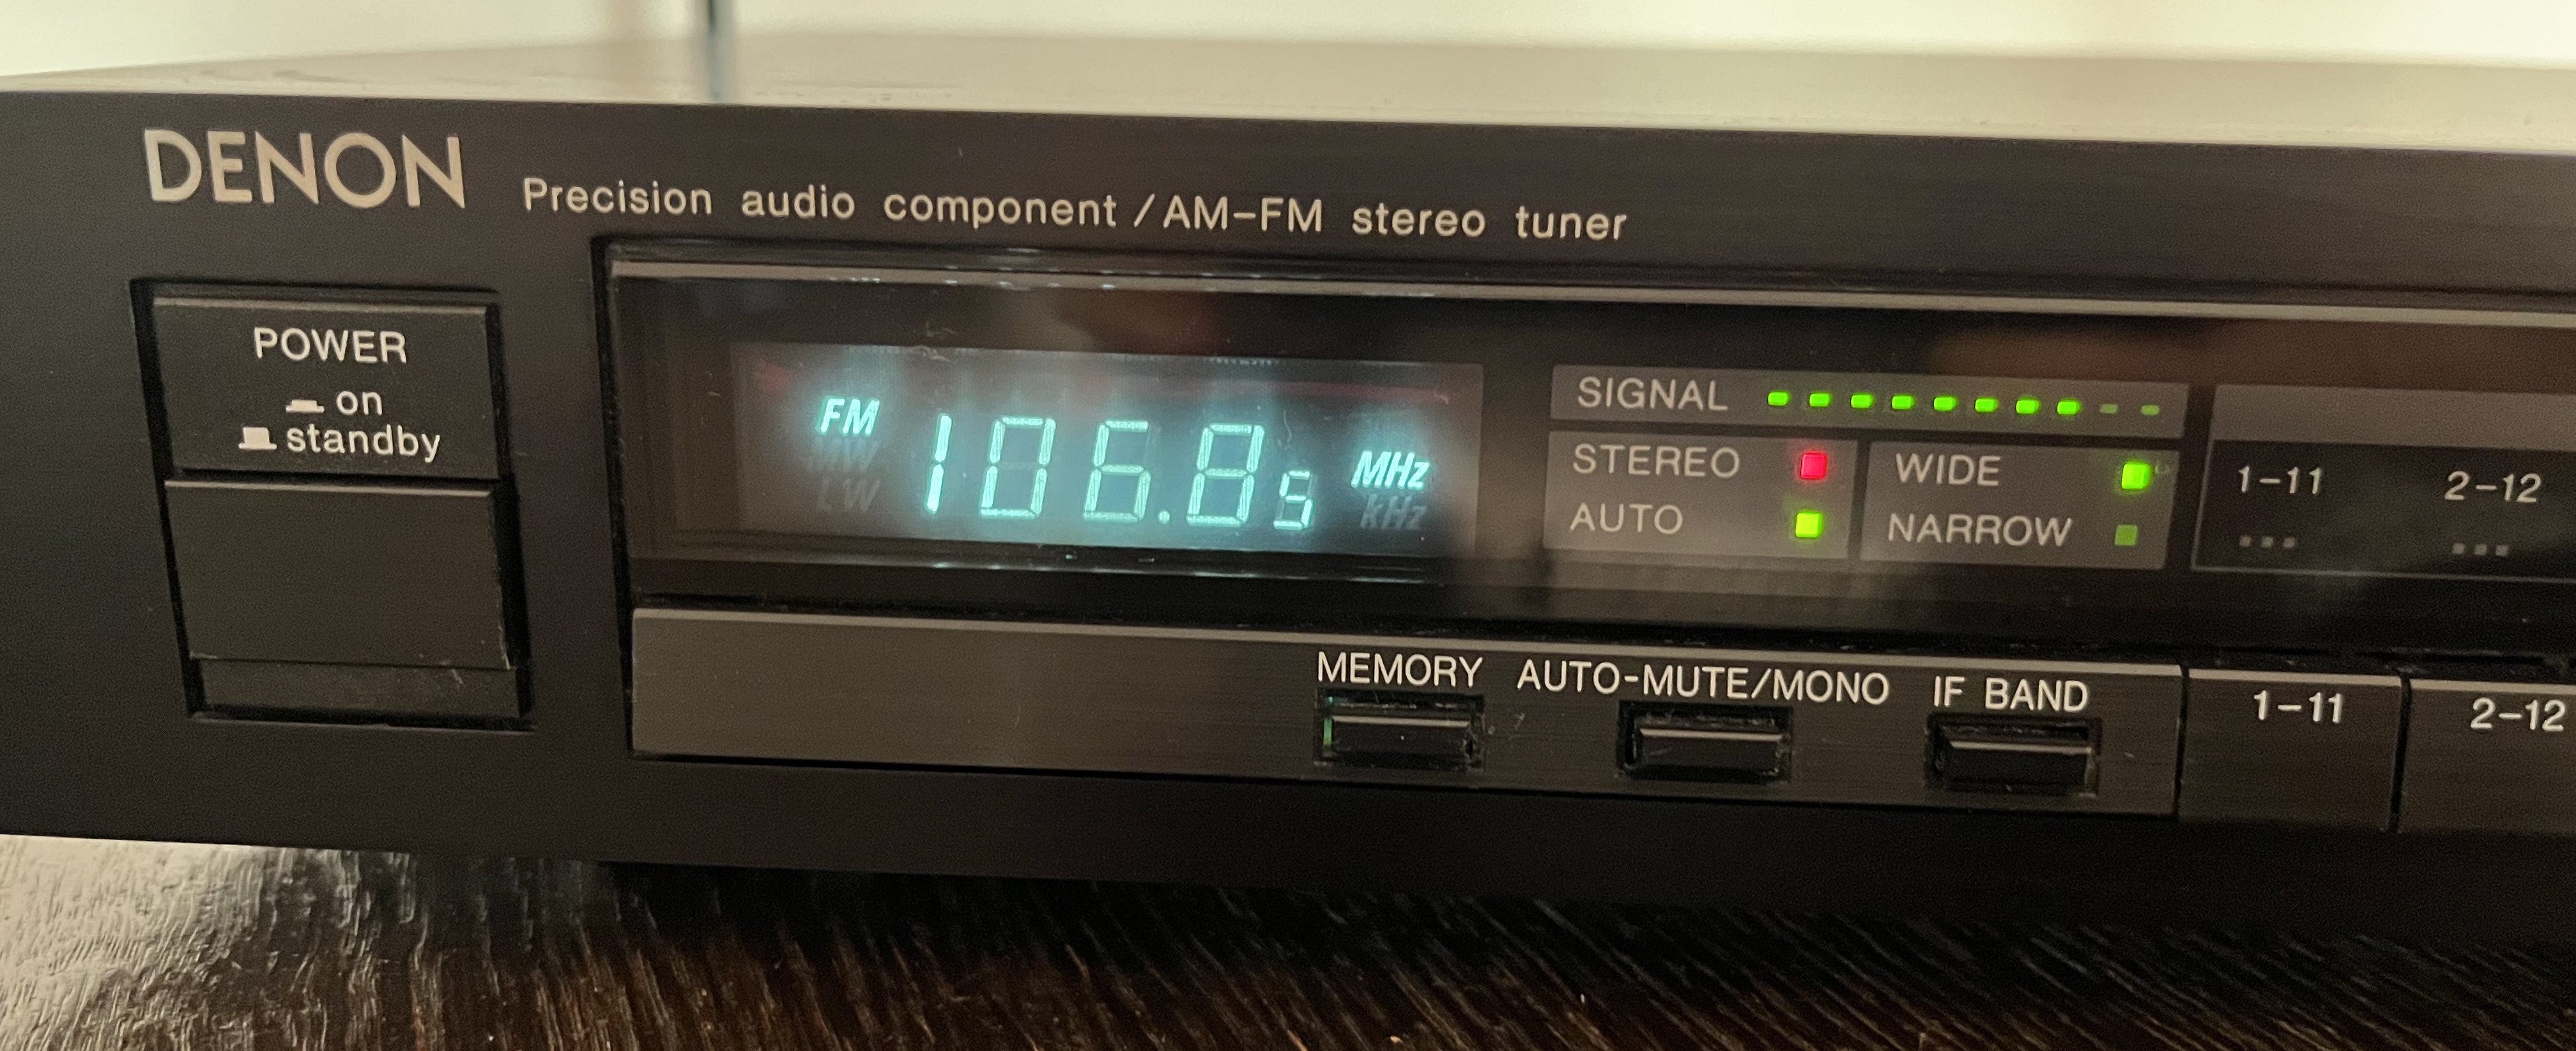 DENON
Precision audio component / AM-FM stereo tuner
POWER
on
standby
FM
MW
LW
106.85
MHz
kHz
SIGNAL
STEREO
AUTO
WIDE
NARROW
1-11
2-12
MEMORY
AUTO-MUTE/MONO
IF BAND
1-11
2-12